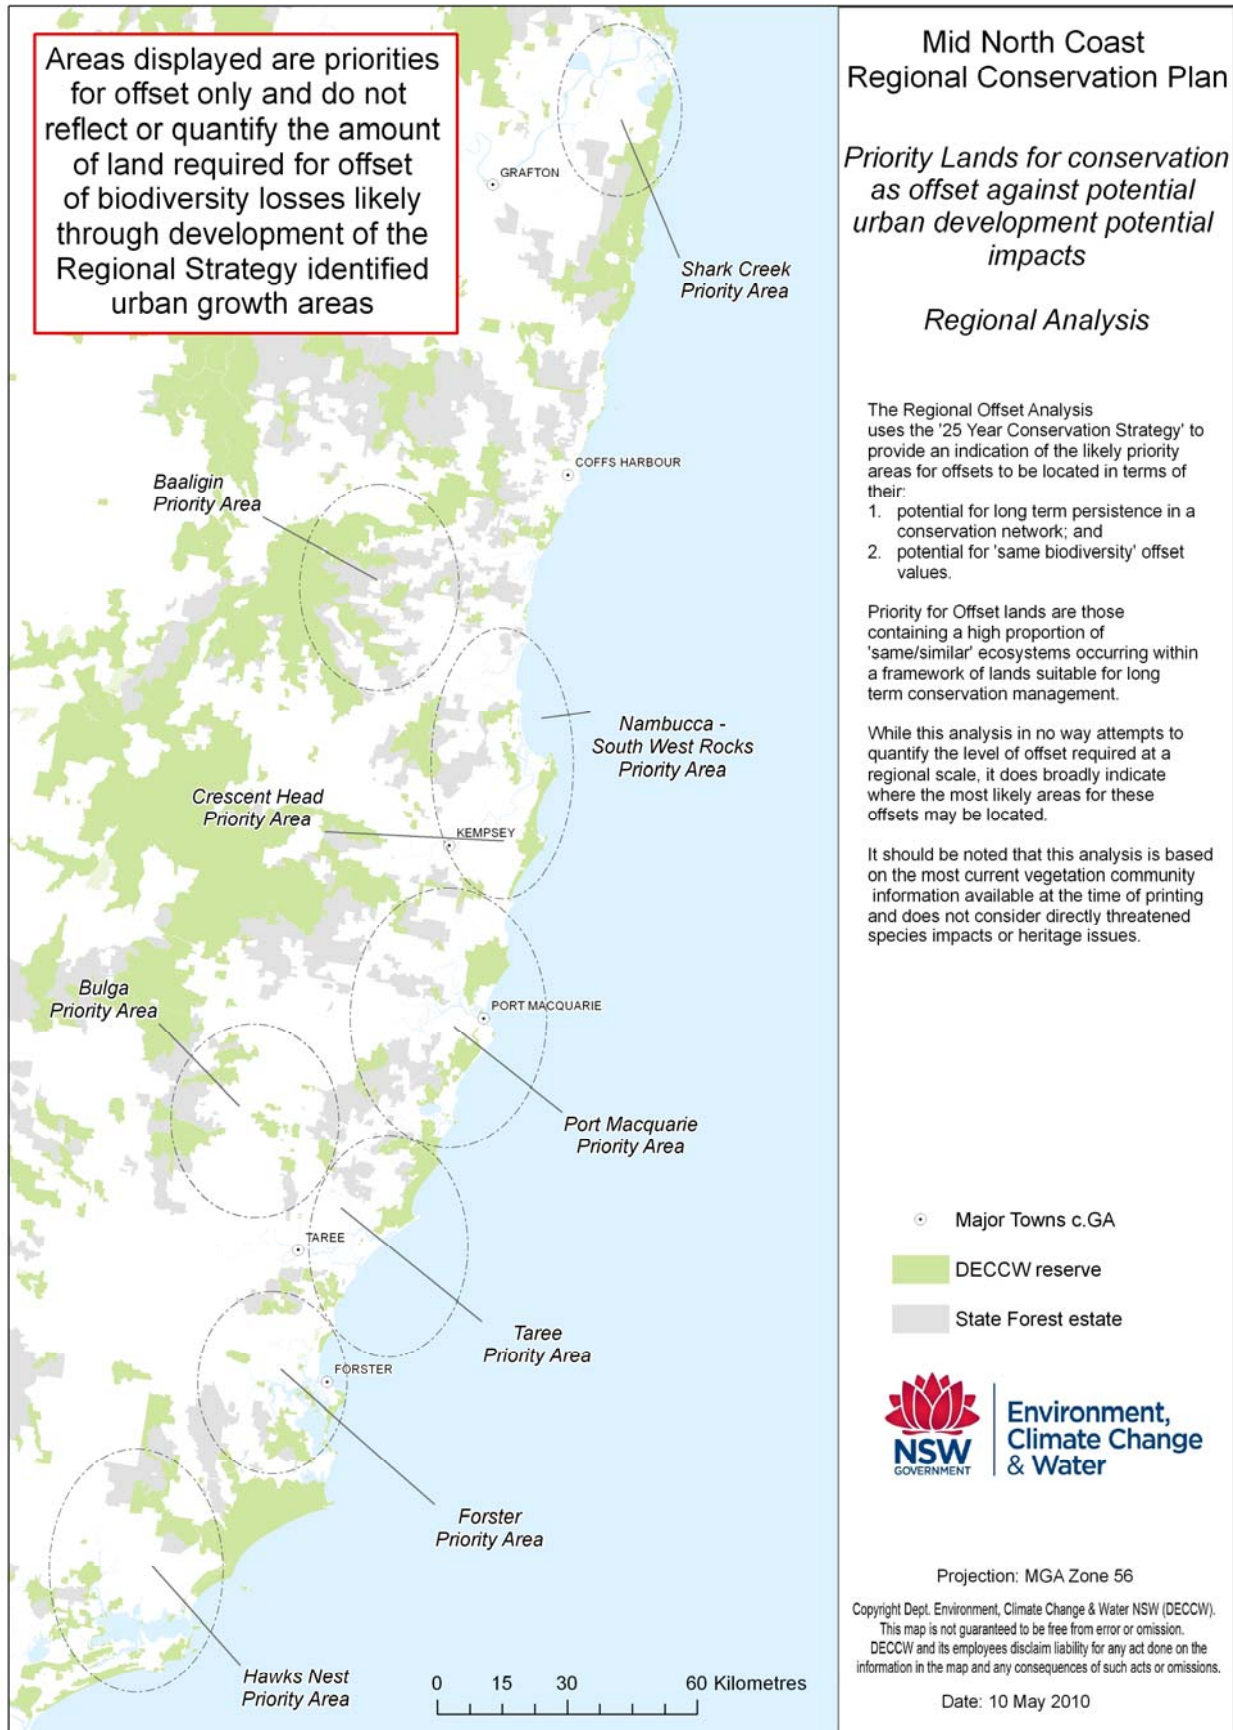 Areas displayed are priorities
for offset only and do not
reflect or quantify the amount
of land required for offset
of biodiversity losses likely
through development of the
Regional Strategy identified
urban growth areas
GRAFTON
Shark Creek
Priority Area
COFFS HARBOUR
Baaligin
Priority Area
Nambucca -
South West Rocks
Priority Area
Crescent Head
Priority Area
KEMPSEY
Bulga
Priority Area
PORT MACQUARIE
Port Macquarie
Priority Area
TAREE
Taree
Priority Area
FORSTER
Forster
Priority Area
Hawks Nest
Priority Area
0 15 30 60 Kilometres
Mid North Coast
Regional Conservation Plan
Priority Lands for conservation
as offset against potential
urban development potential
impacts
Regional Analysis
The Regional Offset Analysis
uses the '25 Year Conservation Strategy' to
provide an indication of the likely priority
areas for offsets to be located in terms of
their:
1. potential for long term persistence in a
conservation network; and
2. potential for 'same biodiversity' offset
values.
Priority for Offset lands are those
containing a high proportion of
'same/similar' ecosystems occurring within
a framework of lands suitable for long
term conservation management.
While this analysis in no way attempts to
quantify the level of offset required at a
regional scale, it does broadly indicate
where the most likely areas for these
offsets may be located.
It should be noted that this analysis is based
on the most current vegetation community
information available at the time of printing
and does not consider directly threatened
species impacts or heritage issues.
Major Towns c.GA
DECCW reserve
State Forest estate
NSW
GOVERNMENT
Environment,
Climate Change
& Water
Projection: MGA Zone 56
Copyright Dept. Environment, Climate Change & Water NSW (DECCW).
This map is not guaranteed to be free from error or omission.
DECCW and its employees disclaim liability for any act done on the
information in the map and any consequences of such acts or omissions.
Date: 10 May 2010